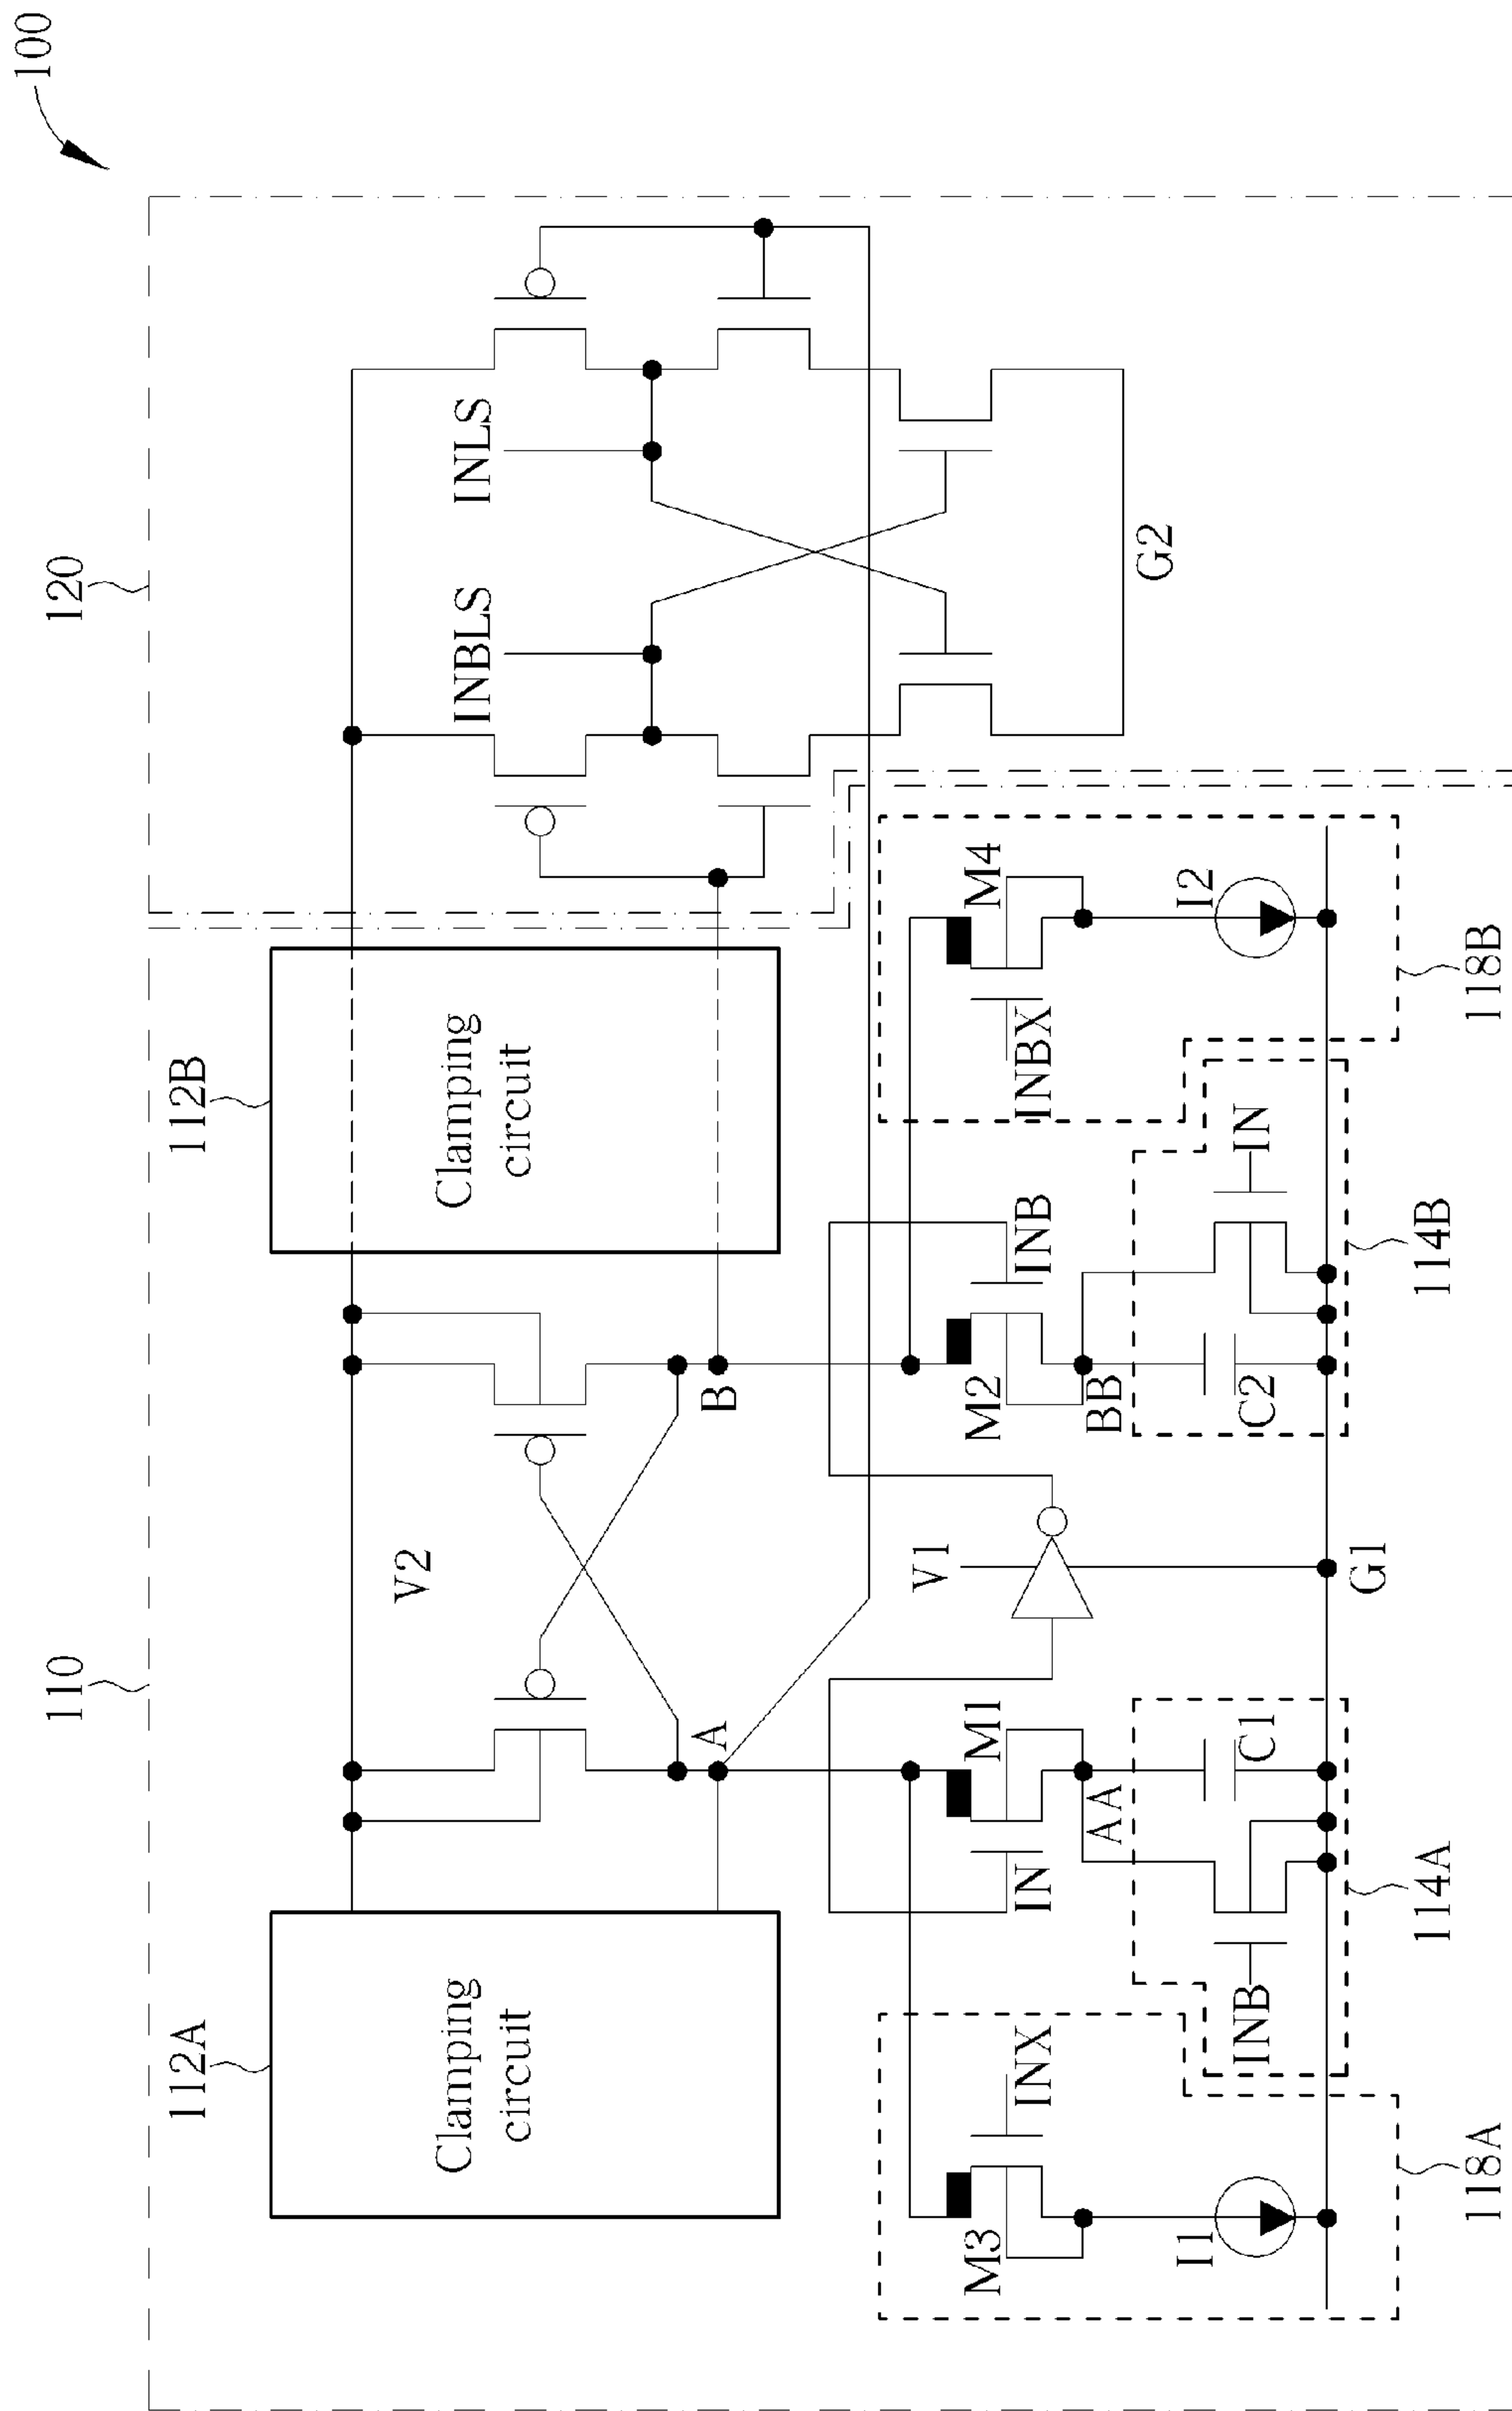 100
110
120
112A
112B
Clamping
circuit
Clamping
circuit
V2
INBLS
INLS
A
B
G2
V1
M3
INX
IN
M1
M2
INB
INBX
M4
AA
BB
I1
INB
C1
C2
IN
I2
G1
118A
114A
114B
118B